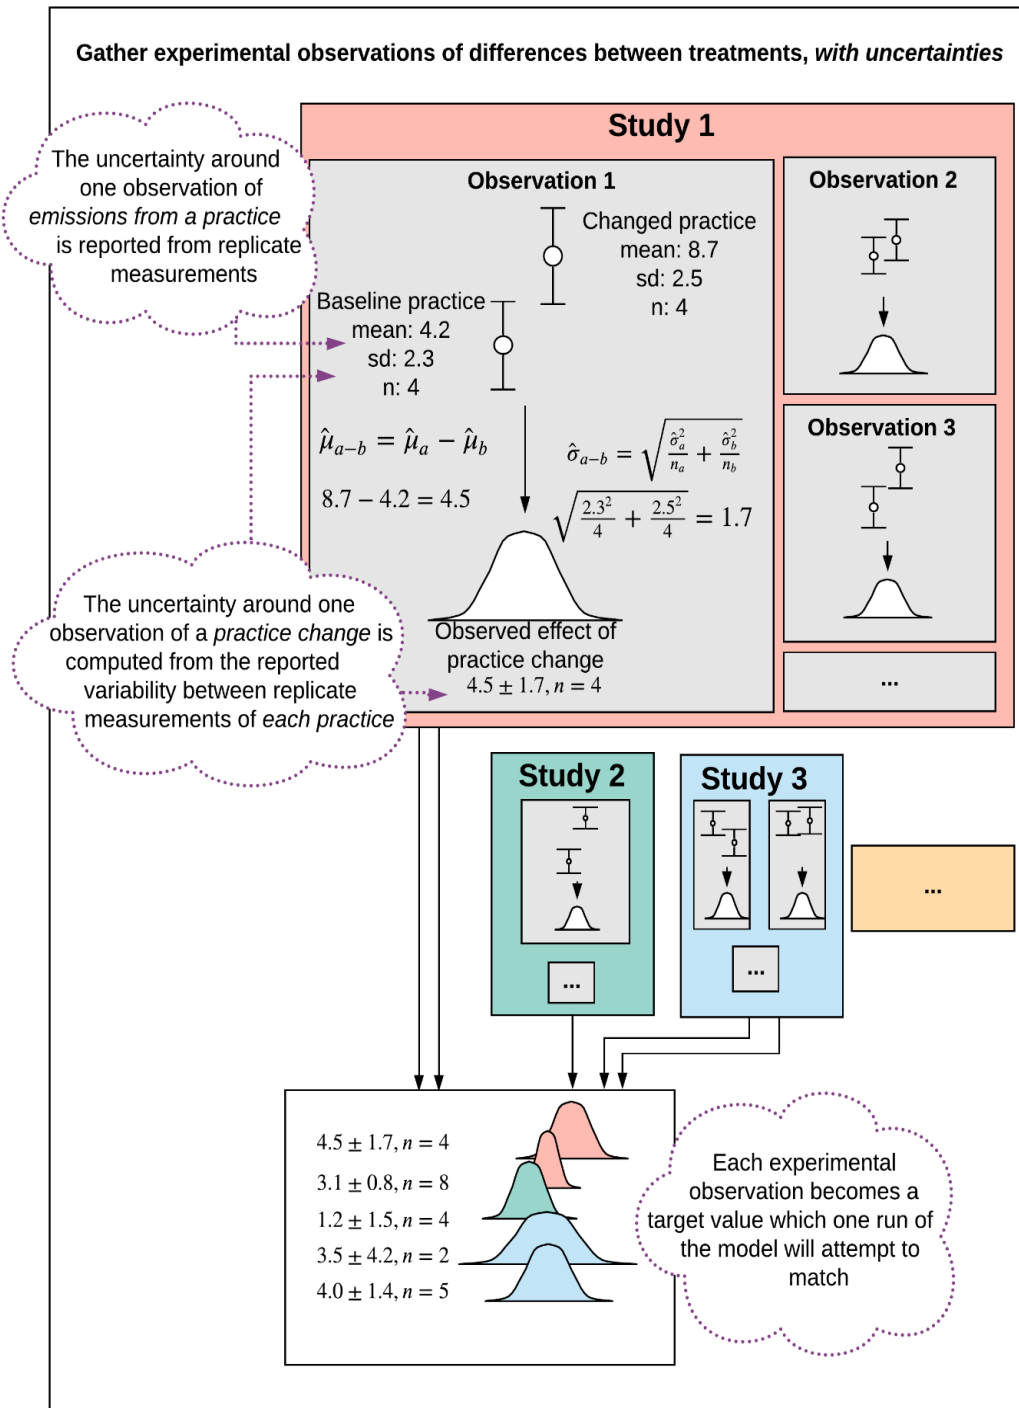 Gather experimental observations of differences between treatments, with uncertainties
The uncertainty around
one observation of
emissions from a practice
is reported from replicate
measurements
Study 1
Observation 1
Changed practice
mean: 8.7
sd: 2.5
n: 4
Baseline practice
mean: 4.2
sd: 2.3
n: 4
μ̂_{a−b} = μ̂_a − μ̂_b
8.7 − 4.2 = 4.5
σ̂_{a−b} = √(σ̂_a²/n_a + σ̂_b²/n_b)
√(2.3²/4 + 2.5²/4) = 1.7
Observed effect of
practice change
4.5 ± 1.7, n = 4
Observation 2
Observation 3
...
The uncertainty around one
observation of a practice change is
computed from the reported
variability between replicate
measurements of each practice
Study 2
...
Study 3
...
...
4.5 ± 1.7, n = 4
3.1 ± 0.8, n = 8
1.2 ± 1.5, n = 4
3.5 ± 4.2, n = 2
4.0 ± 1.4, n = 5
Each experimental
observation becomes a
target value which one run of
the model will attempt to
match